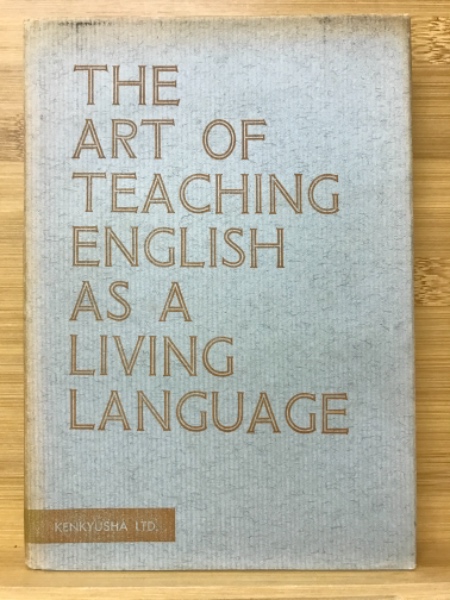 THE
ART OF
TEACHING
ENGLISH
AS A
LIVING
LANGUAGE
KENKYUSHA LTD.